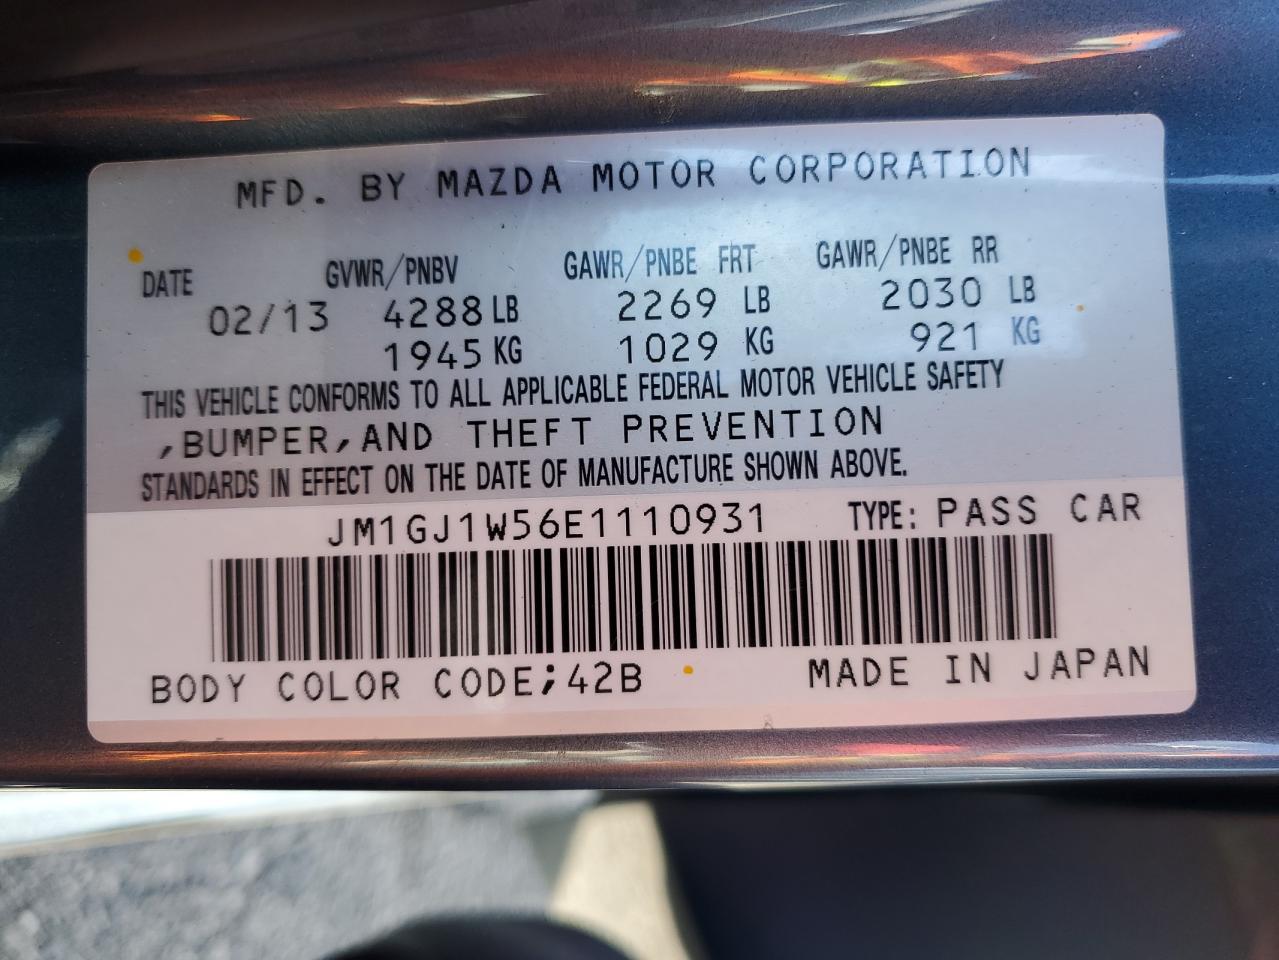 MFD. BY MAZDA MOTOR CORPORATION
DATE GVWR/PNBV GAWR/PNBE FRT GAWR/PNBE RR
02/13 4288 LB 2269 LB 2030 LB
1945 KG 1029 KG 921 KG
THIS VEHICLE CONFORMS TO ALL APPLICABLE FEDERAL MOTOR VEHICLE SAFETY
,BUMPER,AND THEFT PREVENTION
STANDARDS IN EFFECT ON THE DATE OF MANUFACTURE SHOWN ABOVE.
JM1GJ1W56E1110931 TYPE: PASS CAR
BODY COLOR CODE;42B MADE IN JAPAN